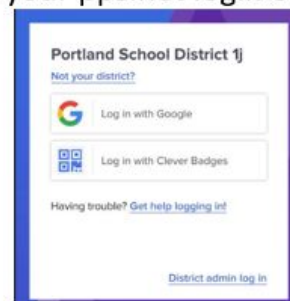 Portland School District 1j
Not your district?
Log in with Google
Log in with Clever Badges
Having trouble? Get help logging in!
District admin log in